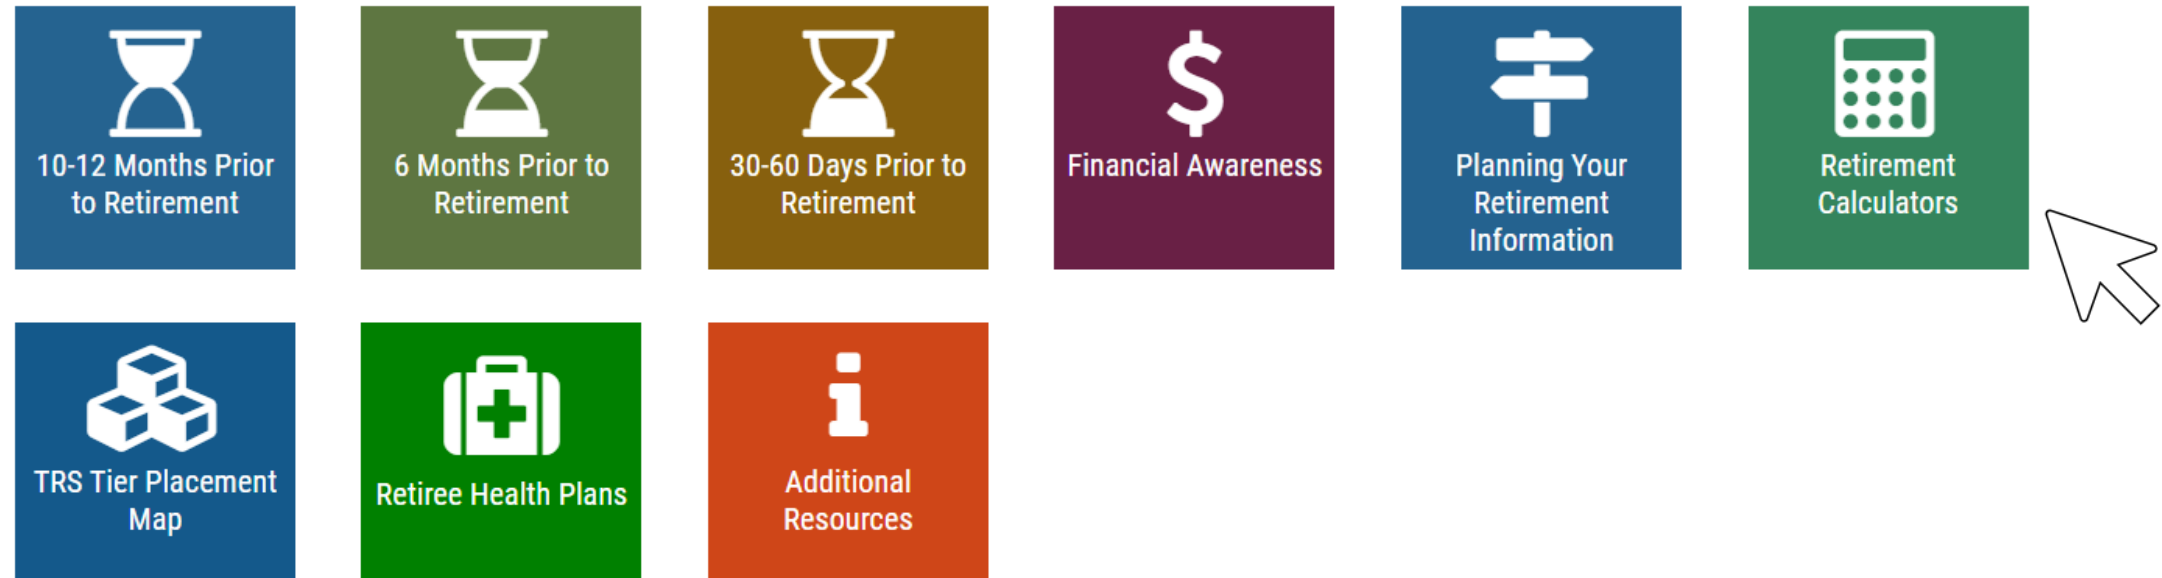 10-12 Months Prior
to Retirement
6 Months Prior to
Retirement
30-60 Days Prior to
Retirement
Financial Awareness
Planning Your
Retirement
Information
Retirement
Calculators
TRS Tier Placement
Map
Retiree Health Plans
Additional
Resources